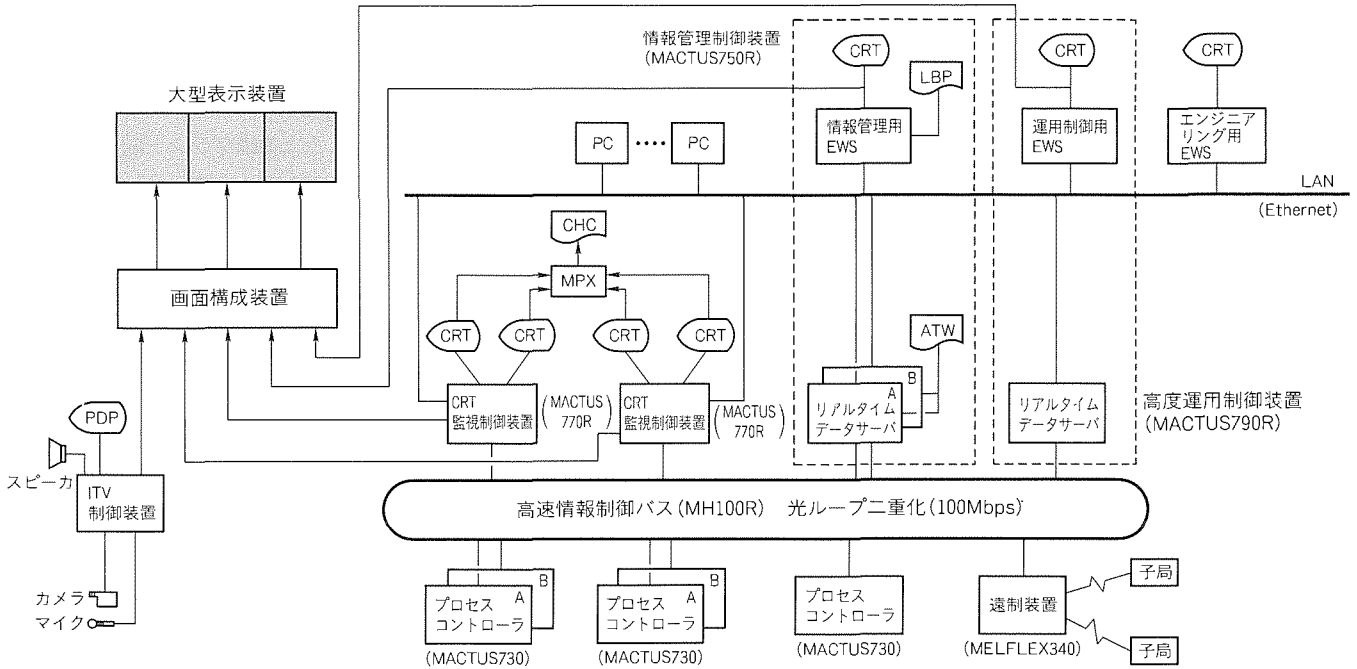 情報管理制御装置
(MACTUS750R)
CRT
CRT
CRT
LBP
大型表示装置
PC
PC
情報管理用
EWS
運用制御用
EWS
エンジニア
リング用
EWS
LAN
(Ethernet)
CHC
MPX
画面構成装置
CRT
CRT
CRT
CRT
ATW
CRT
監視制御装置
(MACTUS
770R)
CRT
監視制御装置
(MACTUS
770R)
B
A
リアルタイム
データサーバ
リアルタイム
データサーバ
高度運用制御装置
(MACTUS790R)
PDP
スピーカ
ITV
制御装置
高速情報制御バス(MH100R) 光ループ二重化(100Mbps)
カメラ
マイク
B
A
プロセス
コントローラ
(MACTUS730)
B
A
プロセス
コントローラ
(MACTUS730)
プロセス
コントローラ
(MACTUS730)
遠制装置
(MELFLEX340)
子局
子局